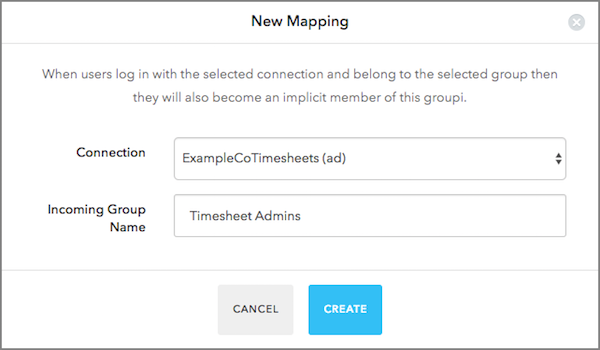 New Mapping
When users log in with the selected connection and belong to the selected group then
they will also become an implicit member of this groupi.
Connection
ExampleCoTimesheets (ad)
Incoming Group
Name
Timesheet Admins
CANCEL
CREATE